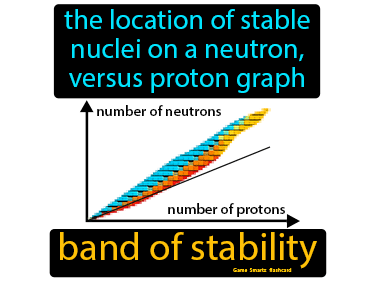 the location of stable
nuclei on a neutron,
versus proton graph
number of neutrons
number of protons
band of stability
Game Smartz flashcard